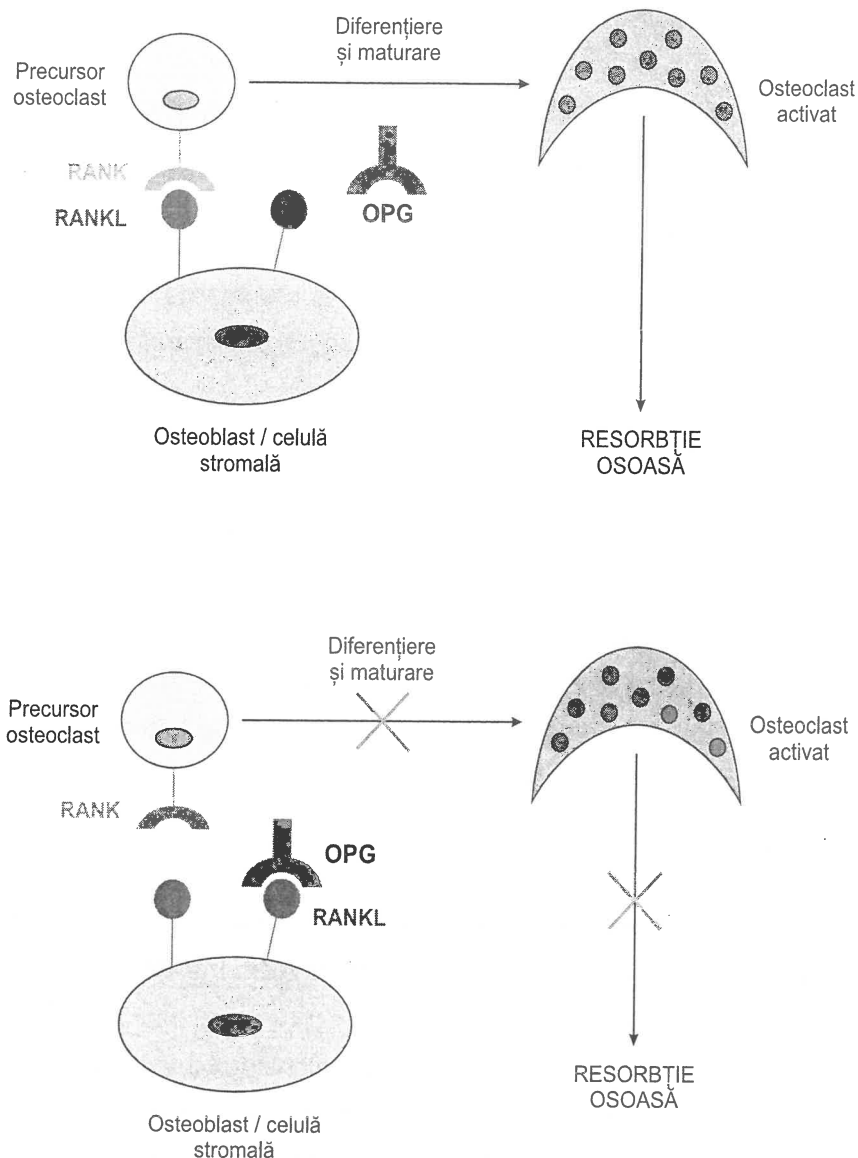 Diferențiere
și maturare
Precursor
osteoclast
Osteoclast
activat
RANK
RANKL
OPG
Osteoblast / celulă
stromală
RESORBȚIE
OSOASĂ
Diferențiere
și maturare
Precursor
osteoclast
Osteoclast
activat
RANK
OPG
RANKL
Osteoblast / celulă
stromală
RESORBȚIE
OSOASĂ